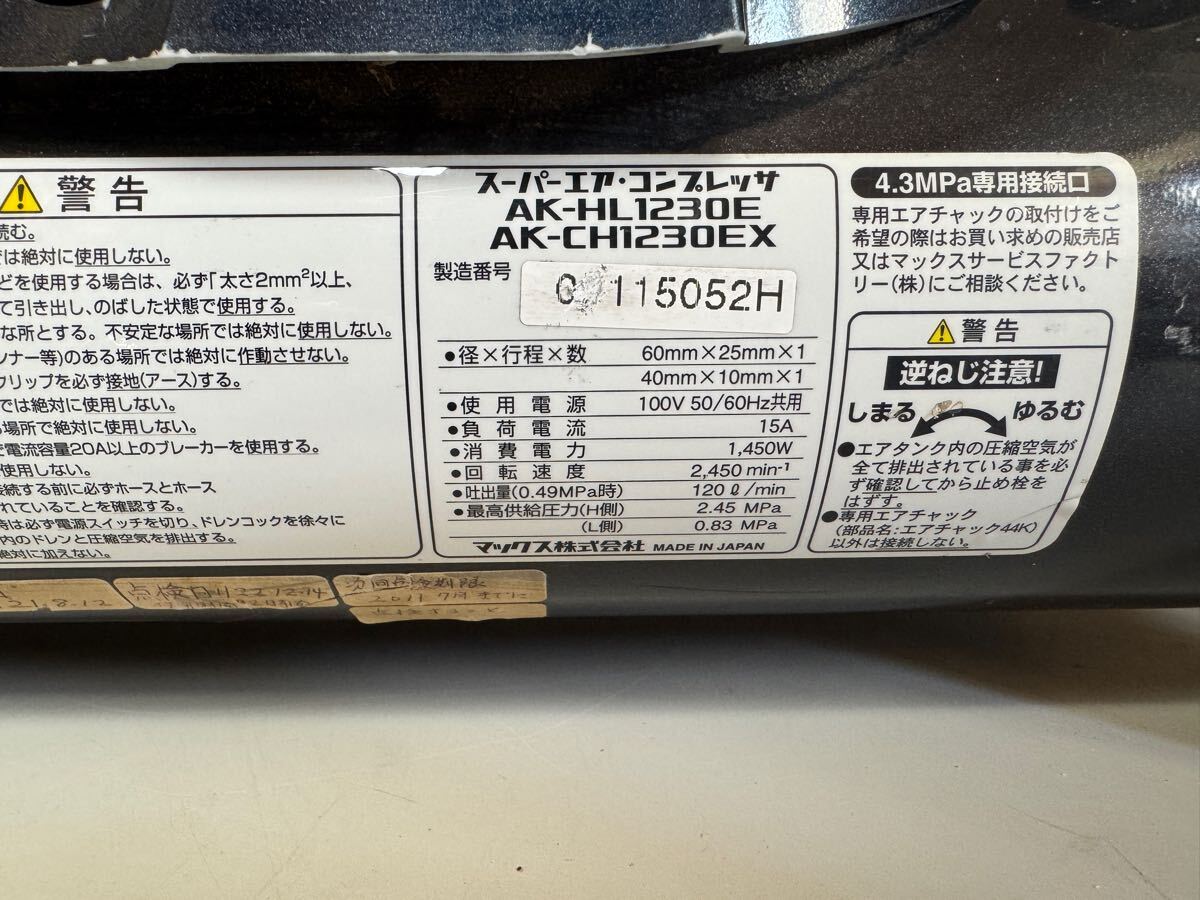 警告
読む。
では絶対に使用しない。
どを使用する場合は、必ず「太さ2mm²以上、
て引き出し、のばした状態で使用する。
な所とする。不安定な場所では絶対に使用しない。
ンナー等)のある場所では絶対に作動させない。
クリップを必ず接地(アース)する。
では絶対に使用しない。
場所で絶対に使用しない。
で電流容量20A以上のブレーカーを使用する。
使用しない。
接続する前に必ずホースとホース
されていることを確認する。
時は必ず電源スイッチを切り、ドレンコックを徐々に
内のドレンと圧縮空気を排出する。
絶対に加えない。
スーパーエア・コンプレッサ
AK-HL1230E
AK-CH1230EX
製造番号
115052H
●径×行程×数 60mm×25mm×1
40mm×10mm×1
●使用電源 100V 50/60Hz共用
●負荷電流 15A
●消費電力 1,450W
●回転速度 2,450 min⁻¹
●吐出量(0.49MPa時) 120ℓ/min
●最高供給圧力(H側) 2.45 MPa
(L側) 0.83 MPa
マックス株式会社 MADE IN JAPAN
4.3MPa専用接続口
専用エアチャックの取付けをご
希望の際はお買い求めの販売店
又はマックスサービスファクト
リー(株)にご相談ください。
警告
逆ねじ注意!
しまる ゆるむ
●エアタンク内の圧縮空気が
全て排出されている事を必
ず確認してから止め栓を
はずす。
●専用エアチャック
(部品名:エアチャック44K)
以外は接続しない。
21.8.12
点検日 22.12.14
次回点検期限